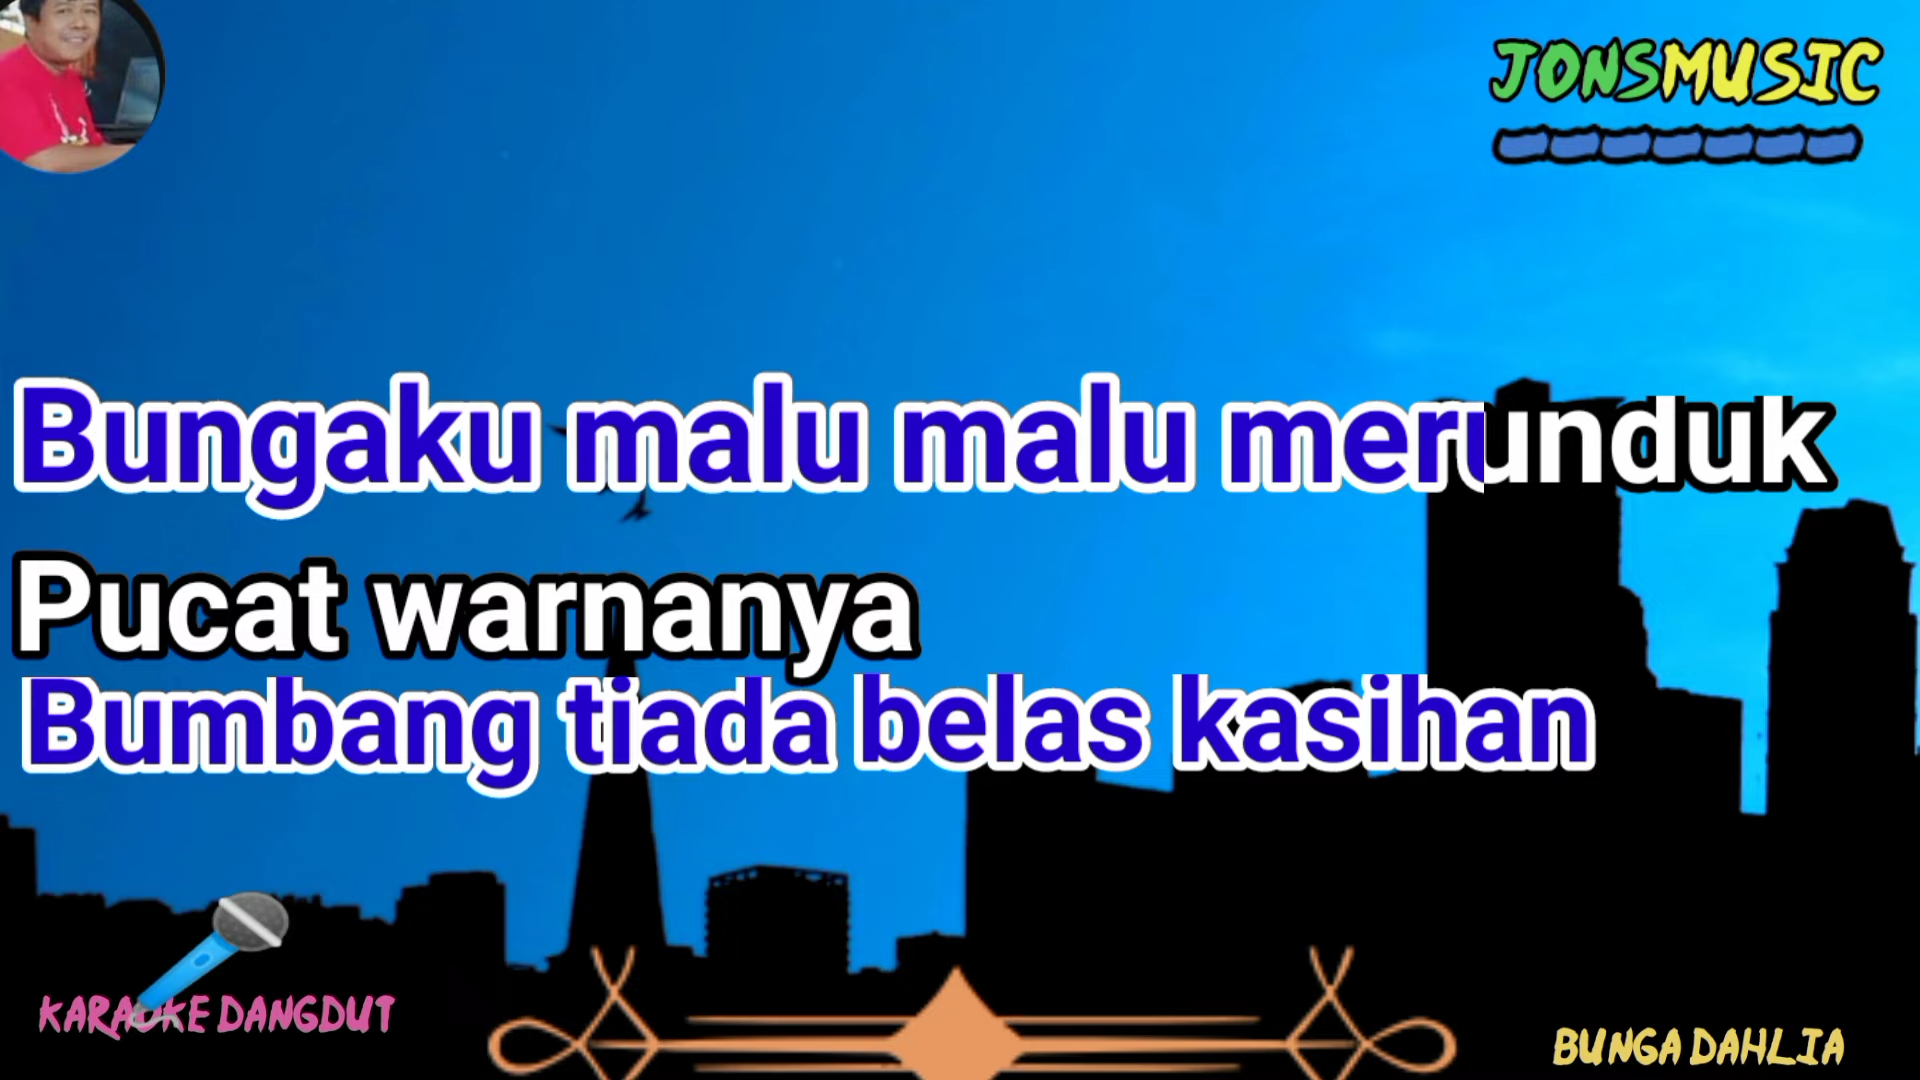 JONSMUSIC
Bungaku malu malu merunduk
Pucat warnanya
Bumbang tiada belas kasihan
KARAOKE DANGDUT
BUNGA DAHLIA